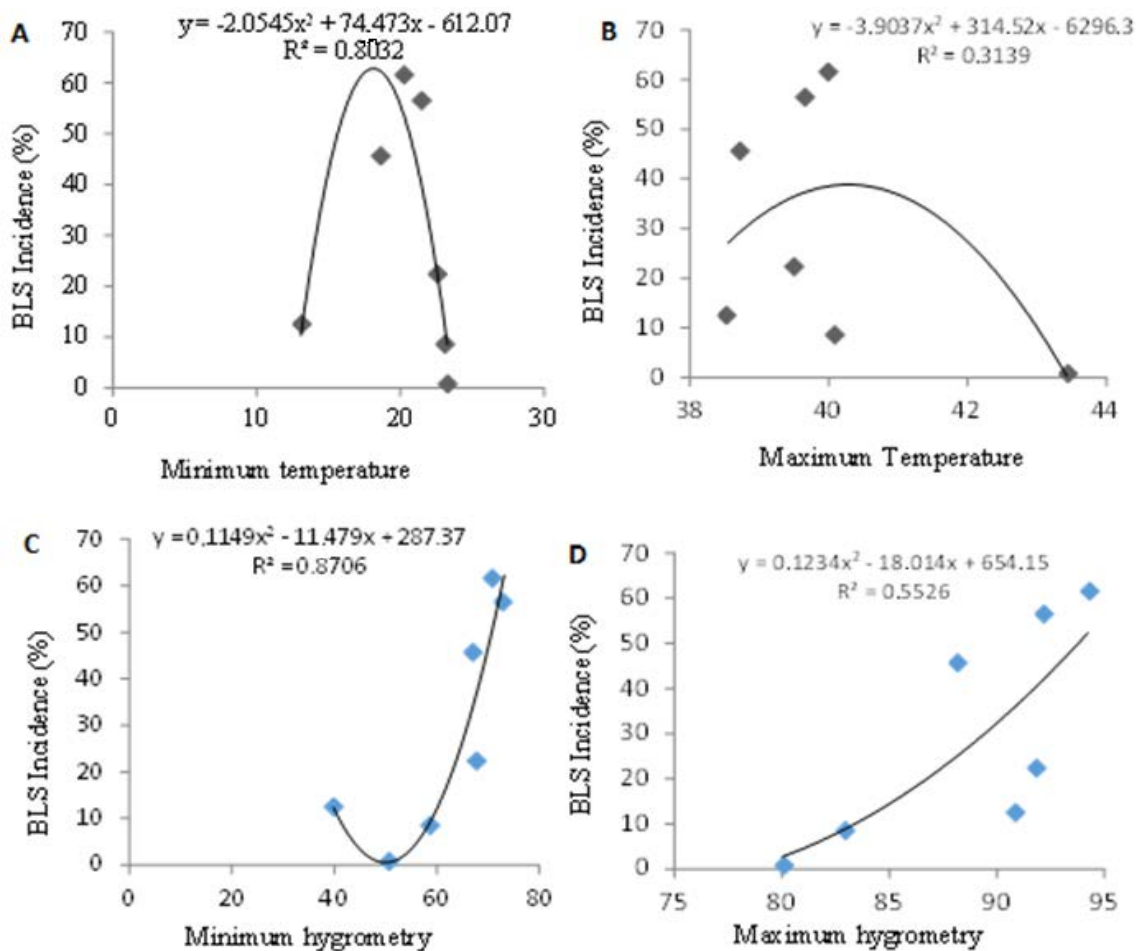 A
y = -2.0545x² + 74.473x - 612.07
R² = 0.8032
BLS Incidence (%)
70
60
50
40
30
20
10
0
0 10 20 30
Minimum temperature
B
y = -3.9037x² + 314.52x - 6296.3
R² = 0.3139
BLS Incidence (%)
70
60
50
40
30
20
10
0
38 40 42 44
Maximum Temperature
C
y = 0.1149x² - 11.479x + 287.37
R² = 0.8706
BLS Incidence (%)
70
60
50
40
30
20
10
0
0 20 40 60 80
Minimum hygrometry
D
y = 0.1234x² - 18.014x + 654.15
R² = 0.5526
BLS Incidence (%)
70
60
50
40
30
20
10
0
75 80 85 90 95
Maximum hygrometry